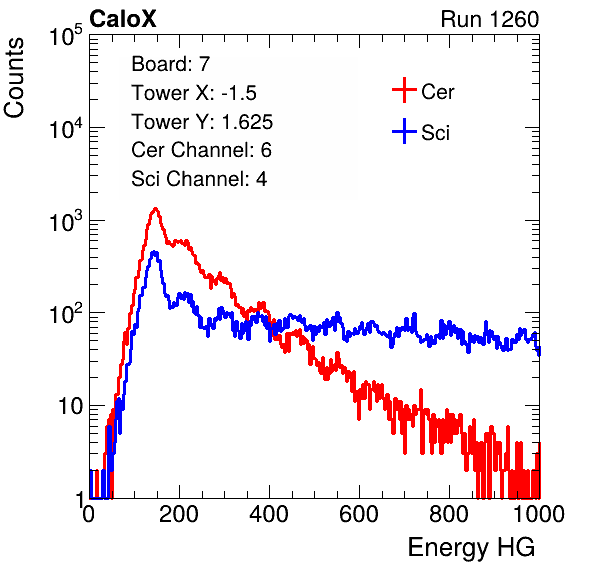 CaloX Run 1260
Counts
10^5
10^4
10^3
10^2
10
1
Board: 7
Tower X: -1.5
Tower Y: 1.625
Cer Channel: 6
Sci Channel: 4
Cer
Sci
0 200 400 600 800 1000
Energy HG